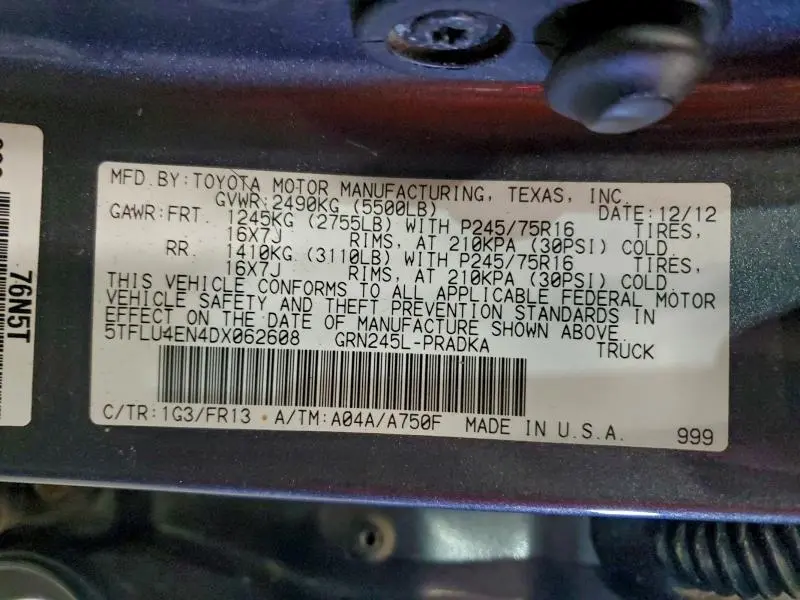 MFD.BY:TOYOTA MOTOR MANUFACTURING, TEXAS, INC.
GVWR:2490KG (5500LB) DATE:12/12
GAWR:FRT. 1245KG (2755LB) WITH P245/75R16 TIRES,
16X7J RIMS, AT 210KPA (30PSI) COLD.
RR. 1410KG (3110LB) WITH P245/75R16 TIRES,
16X7J RIMS, AT 210KPA (30PSI) COLD.
THIS VEHICLE CONFORMS TO ALL APPLICABLE FEDERAL MOTOR
VEHICLE SAFETY AND THEFT PREVENTION STANDARDS IN
EFFECT ON THE DATE OF MANUFACTURE SHOWN ABOVE.
5TFLU4EN4DX062608 GRN245L-PRADKA TRUCK
C/TR:1G3/FR13 A/TM:A04A/A750F MADE IN U.S.A. 999
76N5T